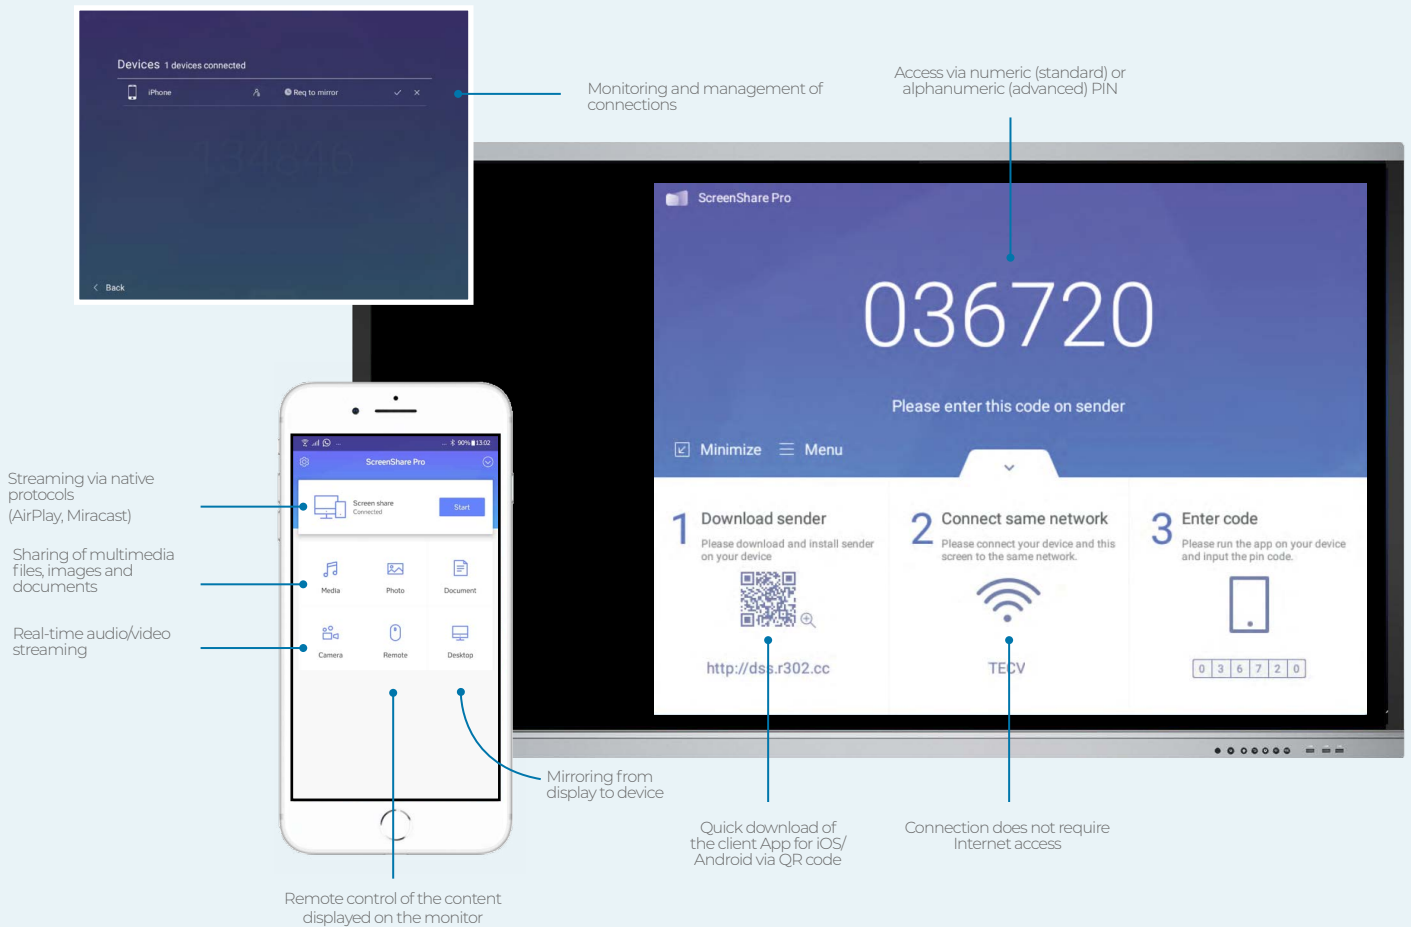 Devices 1 devices connected
iPhone
Req to mirror
134846
Back
Monitoring and management of
connections
Access via numeric (standard) or
alphanumeric (advanced) PIN
ScreenShare Pro
036720
Please enter this code on sender
Minimize
Menu
1 Download sender
Please download and install sender
on your device
http://dss.r302.cc
2 Connect same network
Please connect your device and this
screen to the same network.
TECV
3 Enter code
Please run the app on your device
and input the pin code.
0 3 6 7 2 0
... 
... 90% 13:02
ScreenShare Pro
Screen share
Connected
Start
Media
Photo
Document
Camera
Remote
Desktop
Streaming via native
protocols
(AirPlay, Miracast)
Sharing of multimedia
files, images and
documents
Real-time audio/video
streaming
Mirroring from
display to device
Remote control of the content
displayed on the monitor
Quick download of
the client App for iOS/
Android via QR code
Connection does not require
Internet access